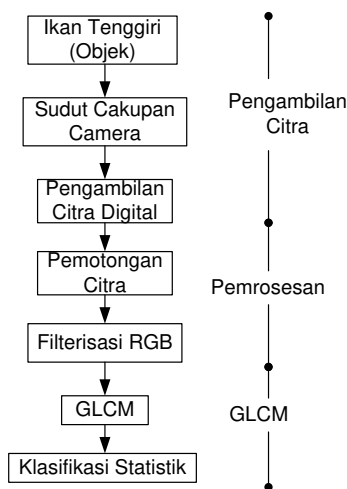 Ikan Tenggiri
(Objek)
Sudut Cakupan
Camera
Pengambilan
Citra Digital
Pemotongan
Citra
Filterisasi RGB
GLCM
Klasifikasi Statistik
Pengambilan
Citra
Pemrosesan
GLCM